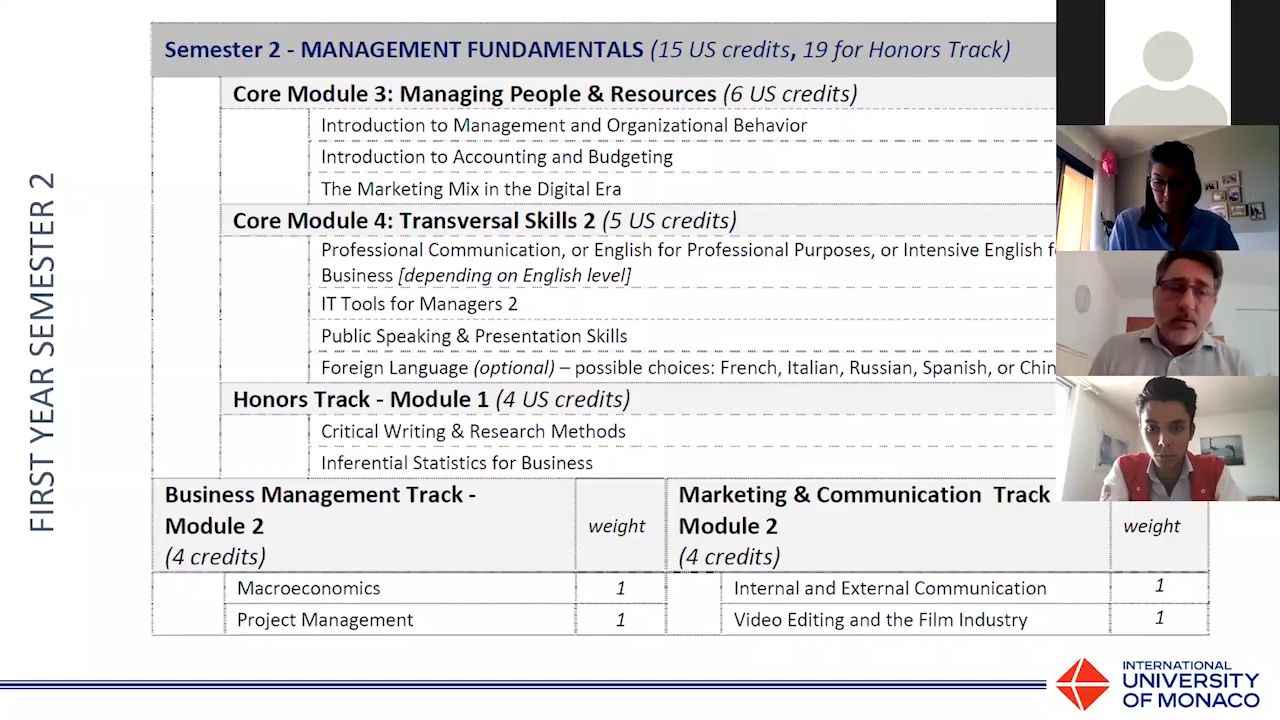 FIRST YEAR SEMESTER 2
Semester 2 - MANAGEMENT FUNDAMENTALS (15 US credits, 19 for Honors Track)
Core Module 3: Managing People & Resources (6 US credits)
Introduction to Management and Organizational Behavior
Introduction to Accounting and Budgeting
The Marketing Mix in the Digital Era
Core Module 4: Transversal Skills 2 (5 US credits)
Professional Communication, or English for Professional Purposes, or Intensive English
Business [depending on English level]
IT Tools for Managers 2
Public Speaking & Presentation Skills
Foreign Language (optional) – possible choices: French, Italian, Russian, Spanish, or
Honors Track - Module 1 (4 US credits)
Critical Writing & Research Methods
Inferential Statistics for Business
Business Management Track -
Module 2
(4 credits)
weight
Macroeconomics 1
Project Management 1
Marketing & Communication Track
Module 2
(4 credits)
weight
Internal and External Communication 1
Video Editing and the Film Industry 1
INTERNATIONAL
UNIVERSITY
OF MONACO